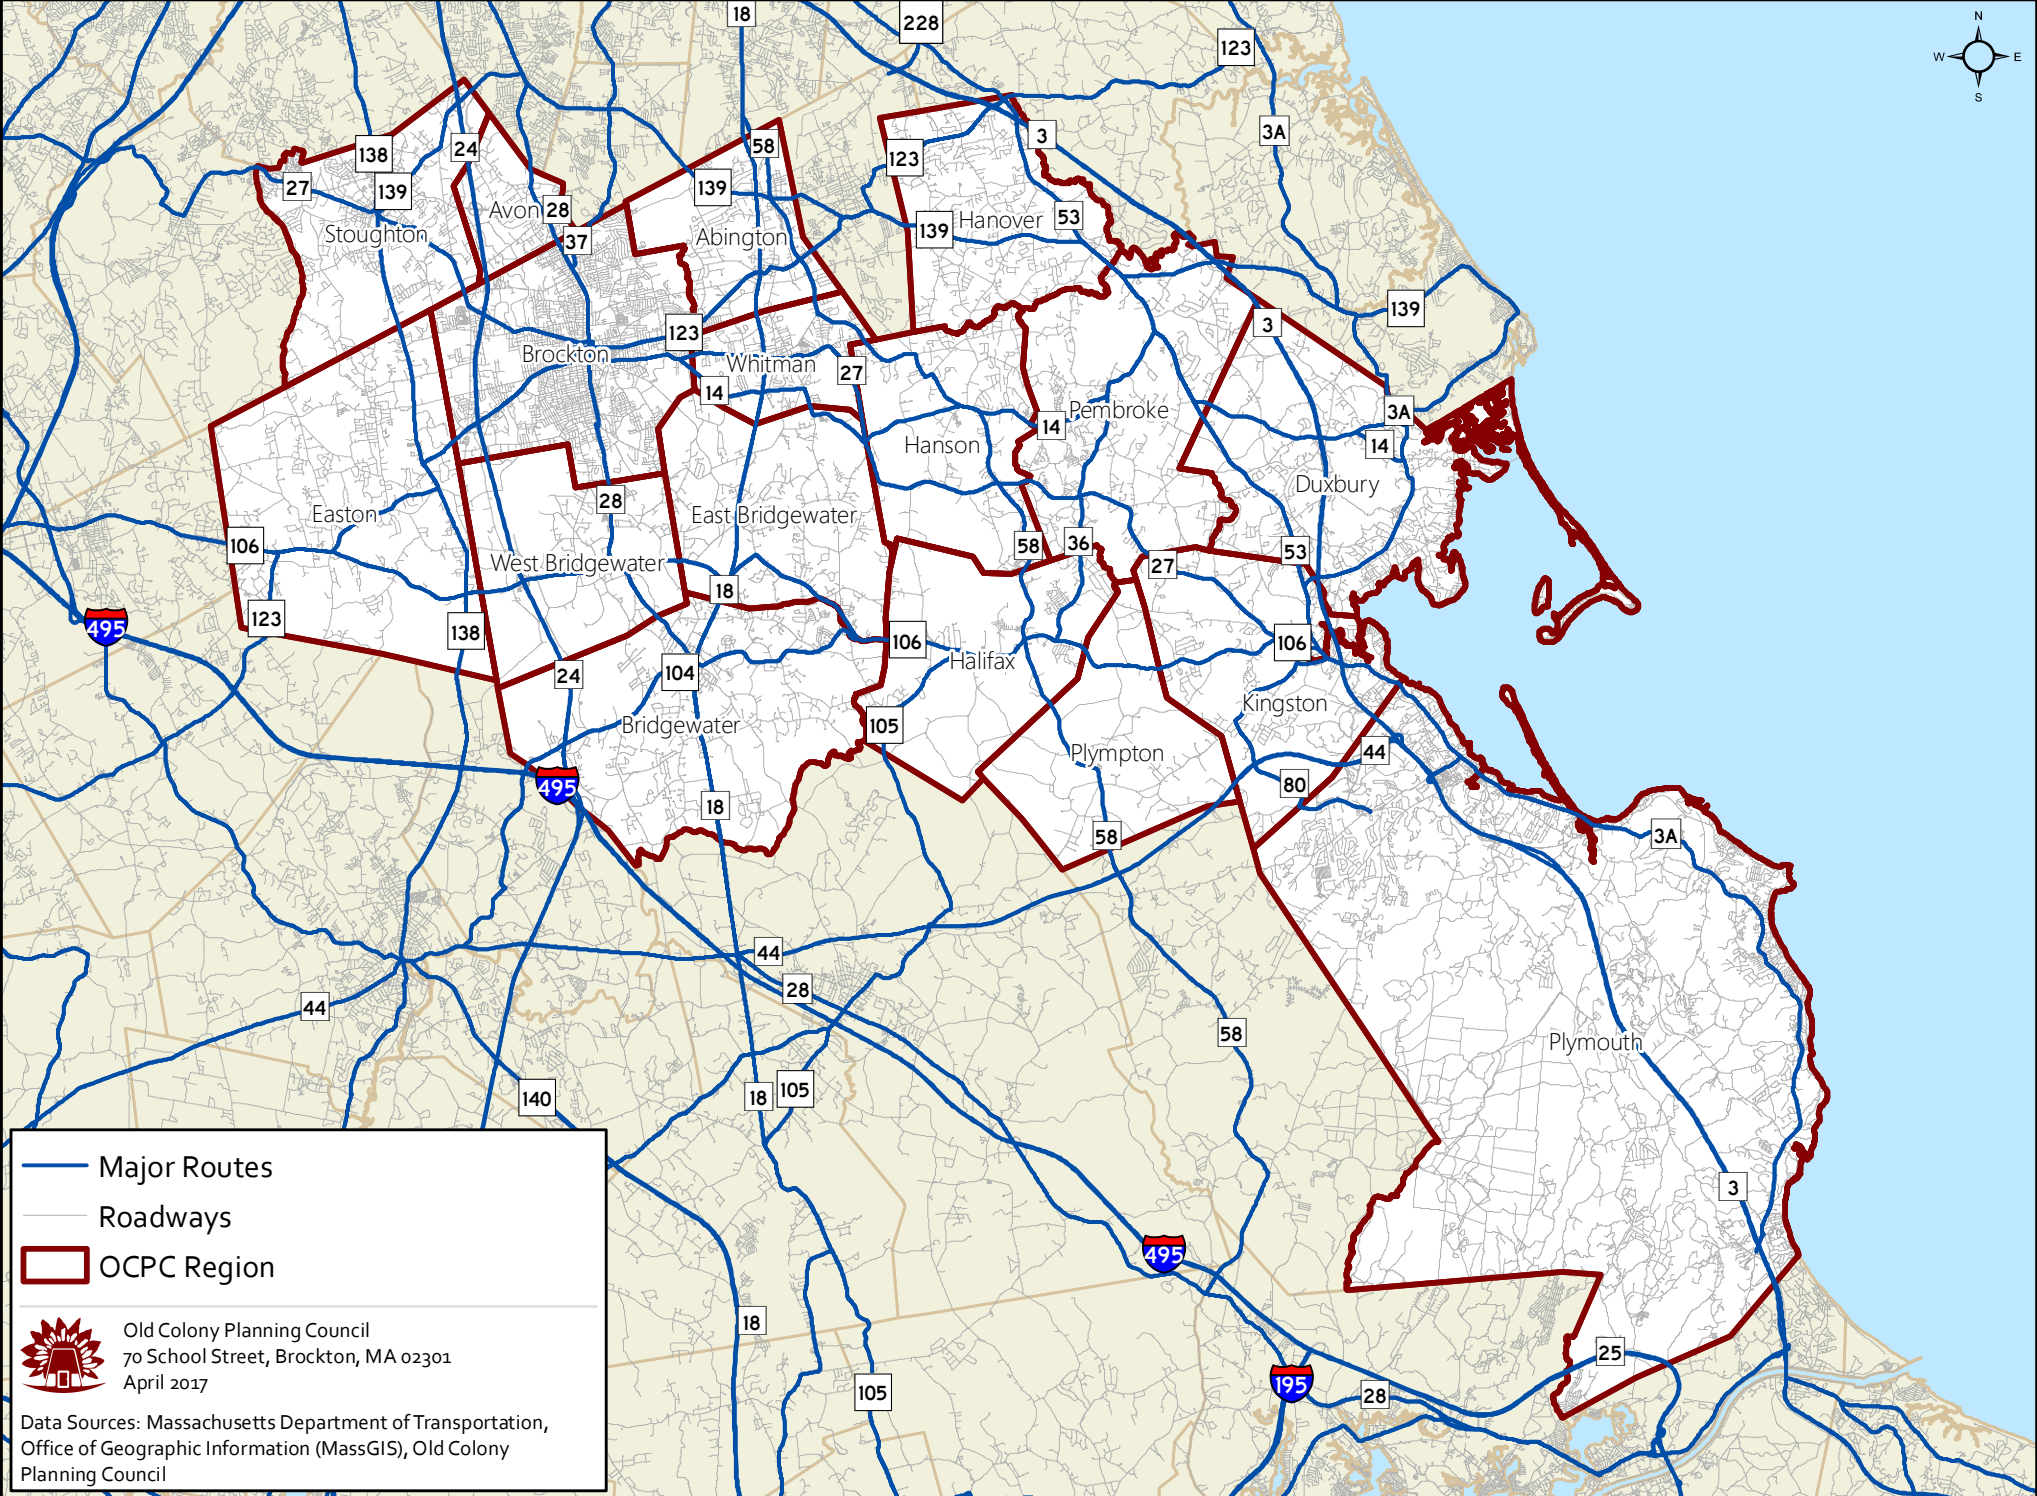 18
228
123
N
W
E
S
3A
138
24
58
3
123
27
139
139
Avon
28
53
Hanover
139
Stoughton
37
Abington
139
3
123
Brockton
Whitman
27
14
3A
Pembroke
14
14
Hanson
Duxbury
28
Easton
East Bridgewater
106
58
36
53
27
West Bridgewater
18
123
495
138
106
106
Halifax
24
104
Kingston
105
Bridgewater
44
Plympton
495
80
18
58
3A
44
28
44
58
Plymouth
18
105
140
3
495
18
25
195
28
105
Major Routes
Roadways
OCPC Region
Old Colony Planning Council
70 School Street, Brockton, MA 02301
April 2017
Data Sources: Massachusetts Department of Transportation,
Office of Geographic Information (MassGIS), Old Colony
Planning Council